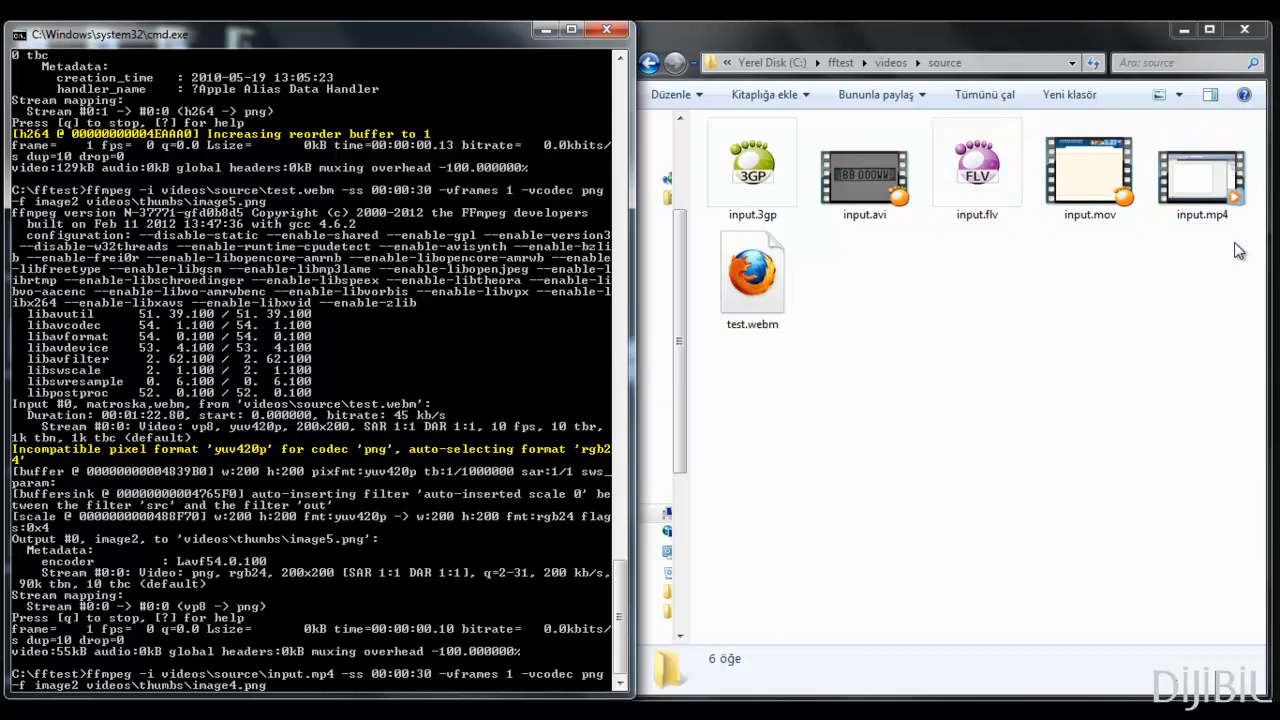 C:\Windows\system32\cmd.exe
0 tbc
Metadata:
creation_time : 2010-05-19 13:05:23
handler_name : ?Apple Alias Data Handler
Stream mapping:
Stream #0:1 -> #0:0 (h264 -> png)
Press [q] to stop, [?] for help
[h264 @ 00000000004EAAA0] Increasing reorder buffer to 1
frame= 1 fps= 0 q=0.0 Lsize= 0kB time=00:00:00.13 bitrate= 0.0kbits/
s dup=10 drop=0
video:129kB audio:0kB global headers:0kB muxing overhead -100.000000%
C:\fftest>ffmpeg -i videos\source\test.webm -ss 00:00:30 -vframes 1 -vcodec png
-f image2 videos\thumbs\image5.png
ffmpeg version N-37771-gfd0b8d5 Copyright (c) 2000-2012 the FFmpeg developers
built on Feb 11 2012 13:47:36 with gcc 4.6.2
configuration: --disable-static --enable-shared --enable-gpl --enable-version3
--disable-w32threads --enable-runtime-cpudetect --enable-avisynth --enable-bzli
b --enable-frei0r --enable-libopencore-amrnb --enable-libopencore-amrwb --enable
-libfreetype --enable-libgsm --enable-libmp3lame --enable-libopenjpeg --enable-l
ibrtmp --enable-libschroedinger --enable-libspeex --enable-libtheora --enable-li
bvo-aacenc --enable-libvo-amrwbenc --enable-libvorbis --enable-libvpx --enable-l
ibx264 --enable-libxavs --enable-libxvid --enable-zlib
libavutil 51. 39.100 / 51. 39.100
libavcodec 54. 1.100 / 54. 1.100
libavformat 54. 0.100 / 54. 0.100
libavdevice 53. 4.100 / 53. 4.100
libavfilter 2. 62.100 / 2. 62.100
libswscale 2. 1.100 / 2. 1.100
libswresample 0. 6.100 / 0. 6.100
libpostproc 52. 0.100 / 52. 0.100
Input #0, matroska,webm, from 'videos\source\test.webm':
Duration: 00:01:22.80, start: 0.000000, bitrate: 45 kb/s
Stream #0:0: Video: vp8, yuv420p, 200x200, SAR 1:1 DAR 1:1, 10 fps, 10 tbr,
1k tbn, 1k tbc (default)
Incompatible pixel format 'yuv420p' for codec 'png', auto-selecting format 'rgb2
4'
[buffer @ 00000000004839B0] w:200 h:200 pixfmt:yuv420p tb:1/1000000 sar:1/1 sws_
param:
[buffersink @ 00000000004765F0] auto-inserting filter 'auto-inserted scale 0' be
tween the filter 'src' and the filter 'out'
[scale @ 0000000000488F70] w:200 h:200 fmt:yuv420p -> w:200 h:200 fmt:rgb24 flag
s:0x4
Output #0, image2, to 'videos\thumbs\image5.png':
Metadata:
encoder : Lavf54.0.100
Stream #0:0: Video: png, rgb24, 200x200 [SAR 1:1 DAR 1:1], q=2-31, 200 kb/s,
90k tbn, 10 tbc (default)
Stream mapping:
Stream #0:0 -> #0:0 (vp8 -> png)
Press [q] to stop, [?] for help
frame= 1 fps= 0 q=0.0 Lsize= 0kB time=00:00:00.10 bitrate= 0.0kbits/
s dup=10 drop=0
video:55kB audio:0kB global headers:0kB muxing overhead -100.000000%
C:\fftest>ffmpeg -i videos\source\input.mp4 -ss 00:00:30 -vframes 1 -vcodec png
-f image2 videos\thumbs\image4.png
« Yerel Disk (C:) fftest videos source
Ara: source
Düzenle Kitaplığa ekle Bununla paylaş Tümünü çal Yeni klasör
3GP
FLV
input.3gp input.avi input.flv input.mov input.mp4
test.webm
6 öğe
DijiBil